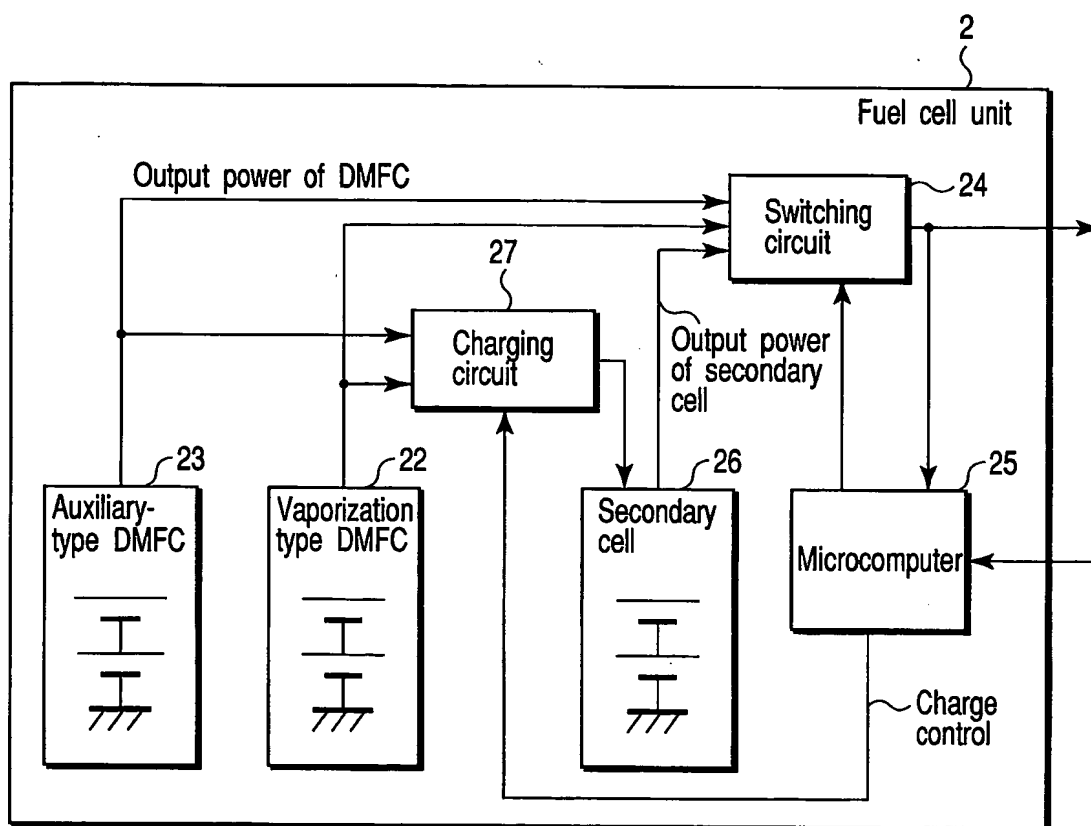 2
Fuel cell unit
Output power of DMFC
24
Switching
circuit
27
Charging
circuit
Output power
of secondary
cell
23
Auxiliary-
type DMFC
22
Vaporization
type DMFC
26
Secondary
cell
25
Microcomputer
Charge
control